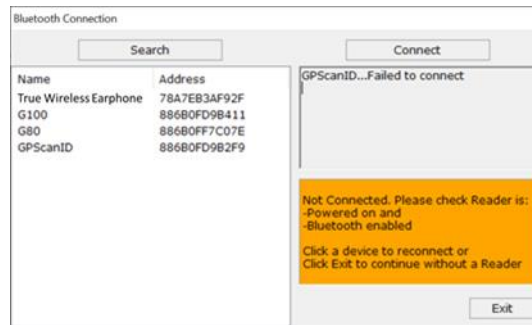 Bluetooth Connection
Search
Connect
Name Address
True Wireless Earphone 78A7EB3AF92F
G100 886B0FD9B411
G80 886B0FF7C07E
GPScanID 886B0FD9B2F9
GPScanID...Failed to connect
Not Connected. Please check Reader is:
-Powered on and
-Bluetooth enabled
Click a device to reconnect or
Click Exit to continue without a Reader
Exit